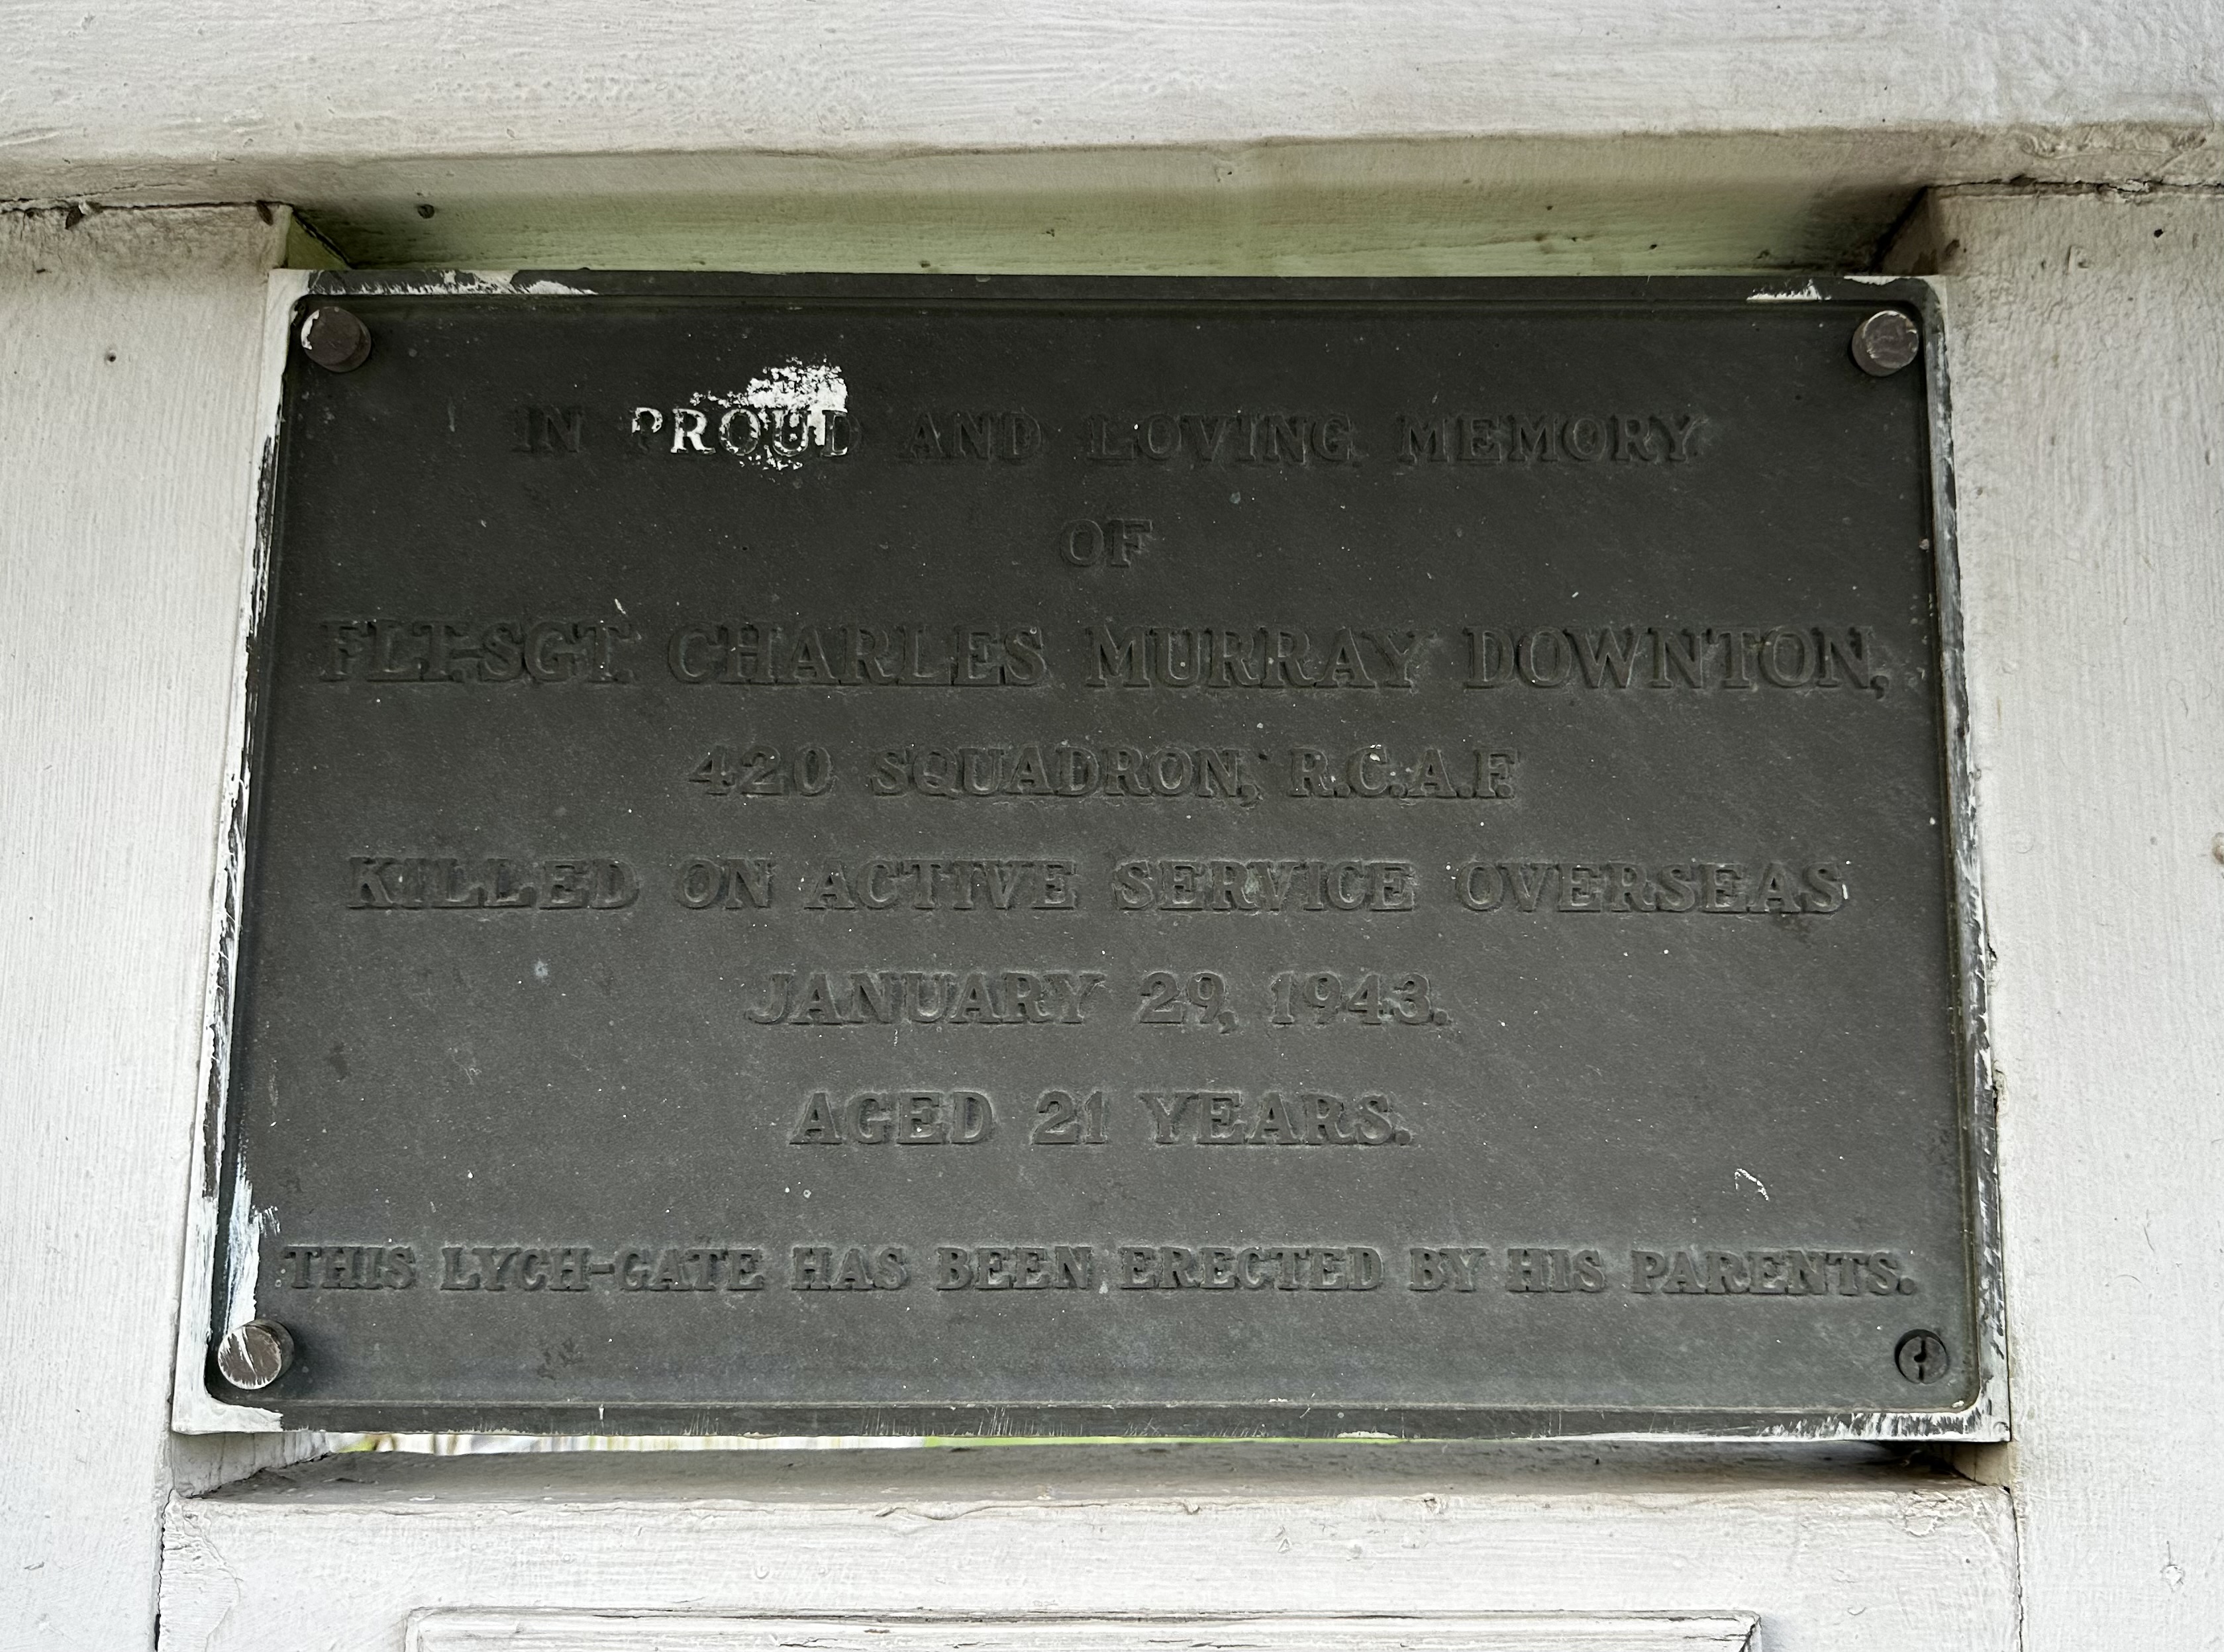 IN PROUD AND LOVING MEMORY
OF
FLT.SGT. CHARLES MURRAY DOWNTON,
420 SQUADRON, R.C.A.F.
KILLED ON ACTIVE SERVICE OVERSEAS
JANUARY 29, 1943.
AGED 21 YEARS.
THIS LYCH-GATE HAS BEEN ERECTED BY HIS PARENTS.